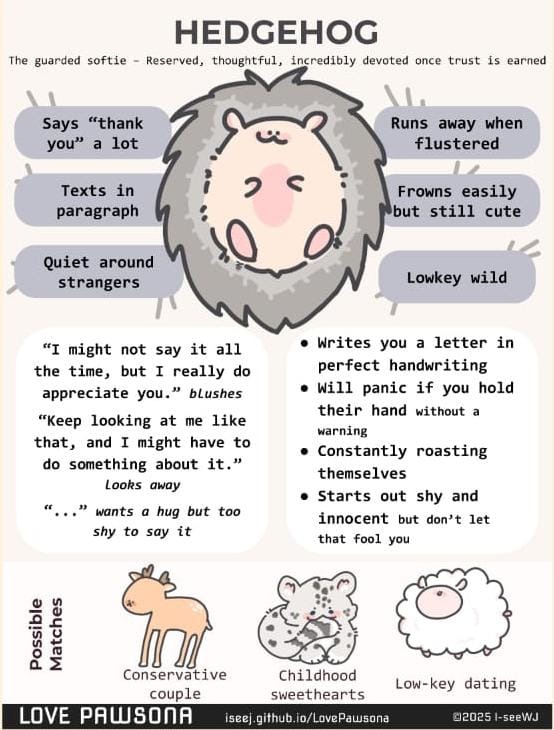 HEDGEHOG
The guarded softie – Reserved, thoughtful, incredibly devoted once trust is earned
Says “thank
you” a lot
Texts in
paragraph
Quiet around
strangers
Runs away when
flustered
Frowns easily
but still cute
Lowkey wild
“I might not say it all
the time, but I really do
appreciate you.” blushes
“Keep looking at me like
that, and I might have to
do something about it.”
Looks away
“...” wants a hug but too
shy to say it
● Writes you a letter in
perfect handwriting
● Will panic if you hold
their hand without a
warning
● Constantly roasting
themselves
● Starts out shy and
innocent but don’t let
that fool you
Possible
Matches
Conservative
couple
Childhood
sweethearts
Low-key dating
LOVE PAWSONA
iseej.github.io/LovePawsona
©2025 I-seeWJ